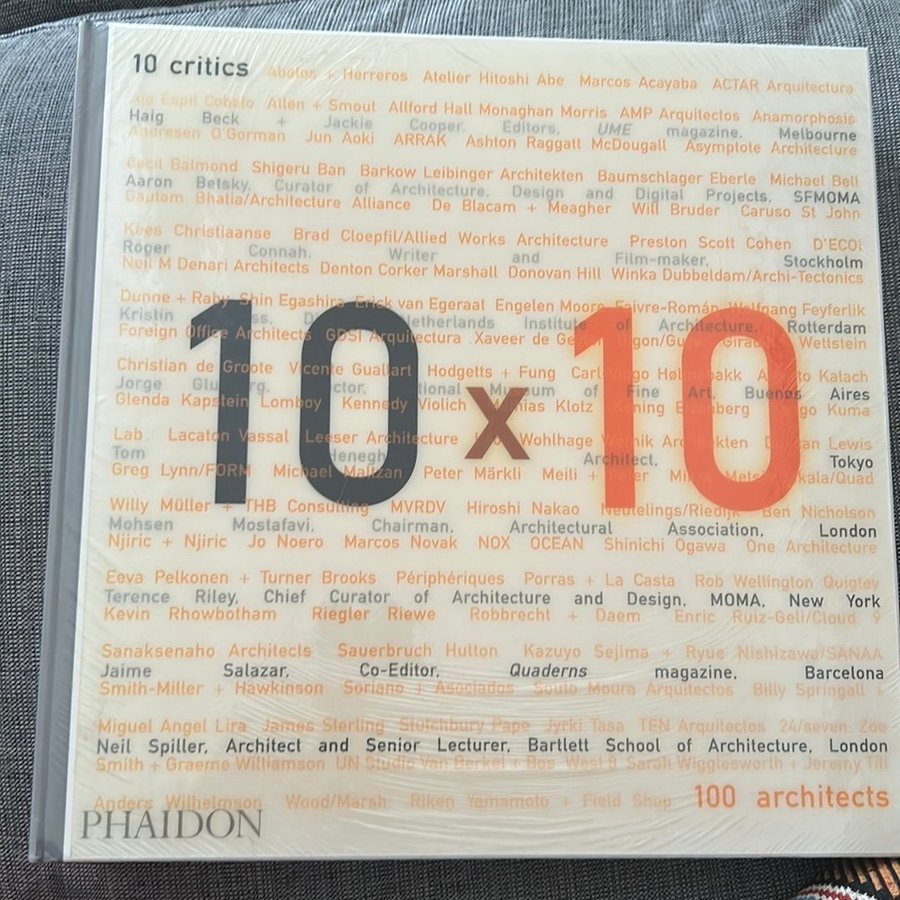 10 critics Abalos + Herreros Atelier Hitoshi Abe Marcos Acayaba ACTAR Arquitectura
Espil Cobelo Allen + Smout Allford Hall Monaghan Morris AMP Arquitectos Anamorphosis
Haig Beck + Jackie Cooper, Editors, UME magazine, Melbourne
Andresen O'Gorman Jun Aoki ARRAK Ashton Raggatt McDougall Asymptote Architecture
Cecil Balmond Shigeru Ban Barkow Leibinger Architekten Baumschlager Eberle Michael Bell
Aaron Betsky, Curator of Architecture, Design and Digital Projects, SFMOMA
Gautam Bhatia/Architecture Alliance De Blacam + Meagher Will Bruder Caruso St John
Kees Christiaanse Brad Cloepfil/Allied Works Architecture Preston Scott Cohen D'ECOi
Roger Connah, Writer and Film-maker, Stockholm
Neil M Denari Architects Denton Corker Marshall Donovan Hill Winka Dubbeldam/Archi-Tectonics
Dunne + Raby Shin Egashira Erick van Egeraat Engelen Moore Faivre-Román Wolfgang Feyferlik
Kristin Netherlands Institute of Architecture, Rotterdam
Foreign Office Architects GDSI Arquitectura Xaveer de Wettstein
10 x 10
Christian de Groote Vicente Guallart Hodgetts + Fung Kalach
Jorge Museum of Fine Art, Buenos Aires
Glenda Kapstein Lomboy Kennedy Violich Klotz Kuma
Lab Lacaton Vassal Leeser Architecture Wohlhage Lewis
Tom Architect, Tokyo
Greg Lynn/FORM Michael Maltzan Peter Märkli Meili +
Willy Müller + THB Consulting MVRDV Hiroshi Nakao Neutelings/Riedijk Ben Nicholson
Mohsen Mostafavi, Chairman, Architectural Association, London
Njiric + Njiric Jo Noero Marcos Novak NOX OCEAN Shinichi Ogawa One Architecture
Eeva Pelkonen + Turner Brooks Périphériques Porras + La Casta Rob Wellington Quigley
Terence Riley, Chief Curator of Architecture and Design, MOMA, New York
Kevin Rhowbotham Riegler Riewe Robbrecht + Daem Enric Ruiz-Geli/Cloud 9
Sanaksenaho Architects Sauerbruch Hutton Kazuyo Sejima + Ryue Nishizawa/SANAA
Jaime Salazar, Co-Editor, Quaderns magazine, Barcelona
Smith-Miller + Hawkinson Soriano + Asociados Souto Moura Arquitectos Billy Springall +
Miguel Angel Lira James Sterling Stutchbury Pape Jyrki Tasa TEN Arquitectos 24/seven: Zoo
Neil Spiller, Architect and Senior Lecturer, Bartlett School of Architecture, London
Smith + Graeme Williamson UN Studio Van Berkel + Bos West 8 Sarah Wigglesworth + Jeremy Till
Anders Wilhelmson Wood/Marsh Riken Yamamoto + Field Shop 100 architects
PHAIDON